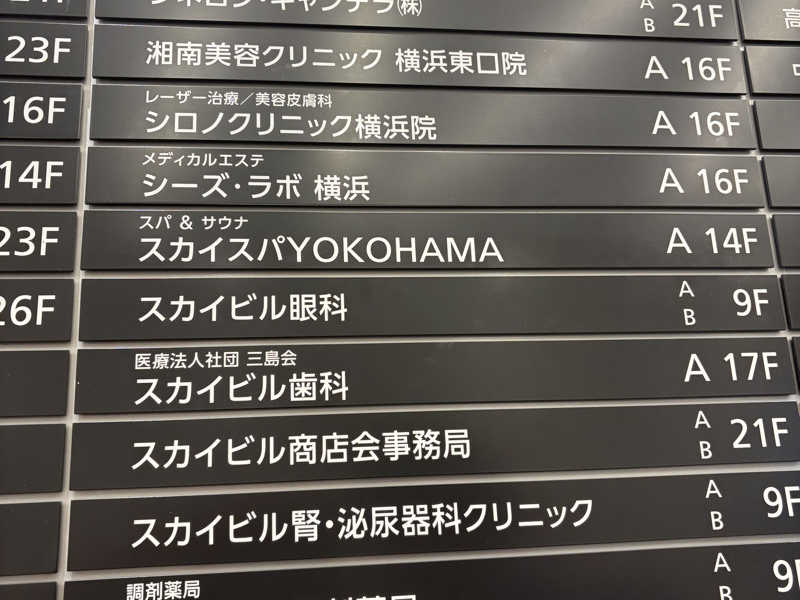 21F
23F
湘南美容クリニック 横浜東口院
A 16F
16F
レーザー治療／美容皮膚科
シロノクリニック横浜院
A 16F
14F
メディカルエステ
シーズ・ラボ 横浜
A 16F
23F
スパ & サウナ
スカイスパYOKOHAMA
A 14F
26F
スカイビル眼科
A
B
9F
医療法人社団 三島会
スカイビル歯科
A 17F
スカイビル商店会事務局
A
B
21F
スカイビル腎・泌尿器科クリニック
A
B
9F
調剤薬局
A
B